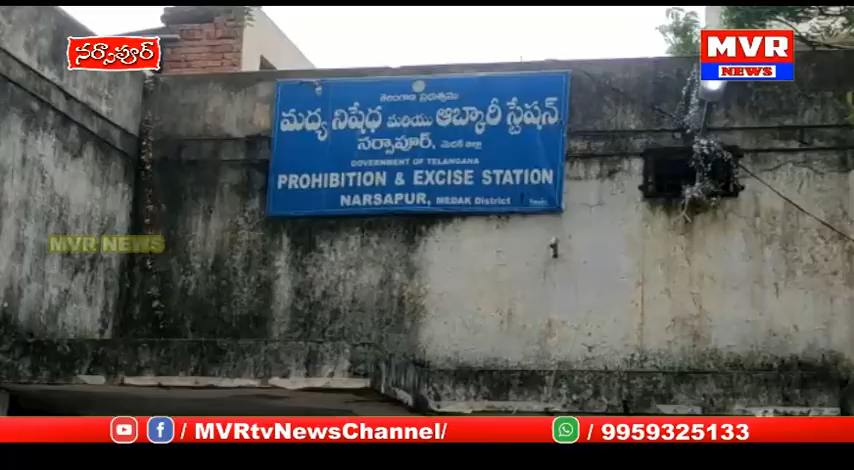 నర్సాపూర్
MVR
NEWS
తెలంగాణ ప్రభుత్వము
మద్య నిషేధ మరియు ఆబ్కారీ స్టేషన్
నర్సాపూర్, మెదక్ జిల్లా
GOVERNMENT OF TELANGANA
PROHIBITION & EXCISE STATION
NARSAPUR, MEDAK District
MVR NEWS
/ MVRtvNewsChannel/
/ 9959325133